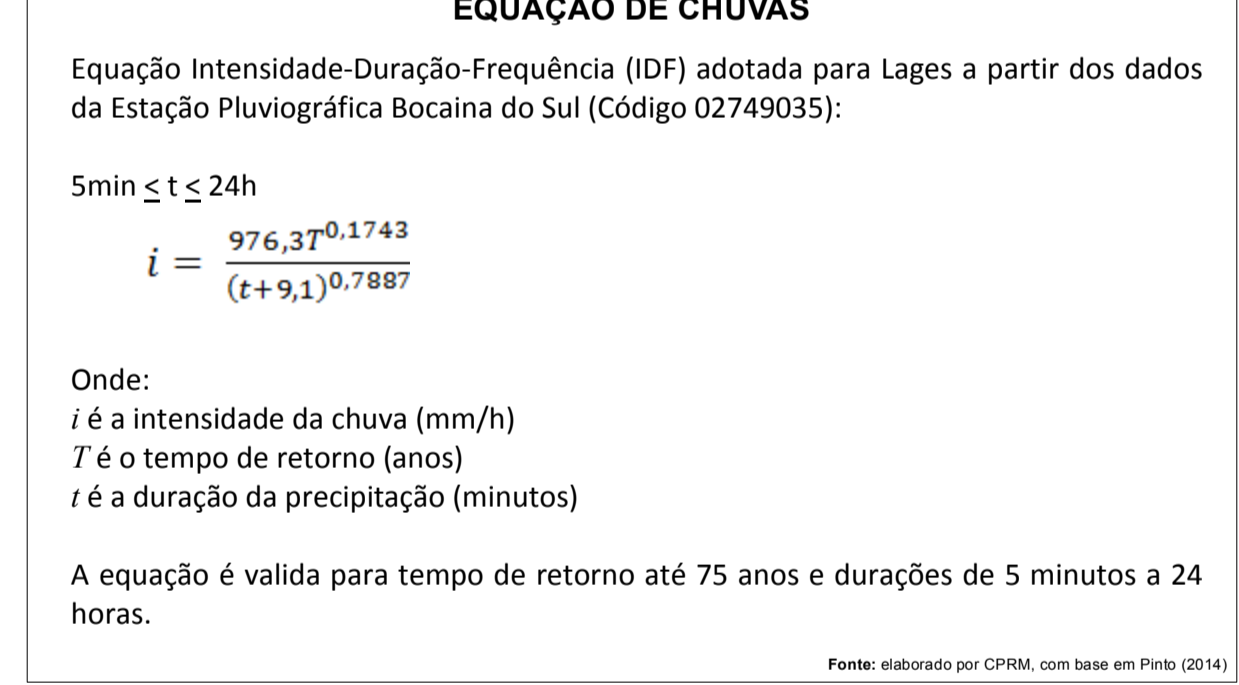 EQUAÇÃO DE CHUVAS
Equação Intensidade-Duração-Frequência (IDF) adotada para Lages a partir dos dados
da Estação Pluviográfica Bocaina do Sul (Código 02749035):
5min ≤ t ≤ 24h
i = 976,3T^0,1743 / (t+9,1)^0,7887
Onde:
i é a intensidade da chuva (mm/h)
T é o tempo de retorno (anos)
t é a duração da precipitação (minutos)
A equação é valida para tempo de retorno até 75 anos e durações de 5 minutos a 24
horas.
Fonte: elaborado por CPRM, com base em Pinto (2014)